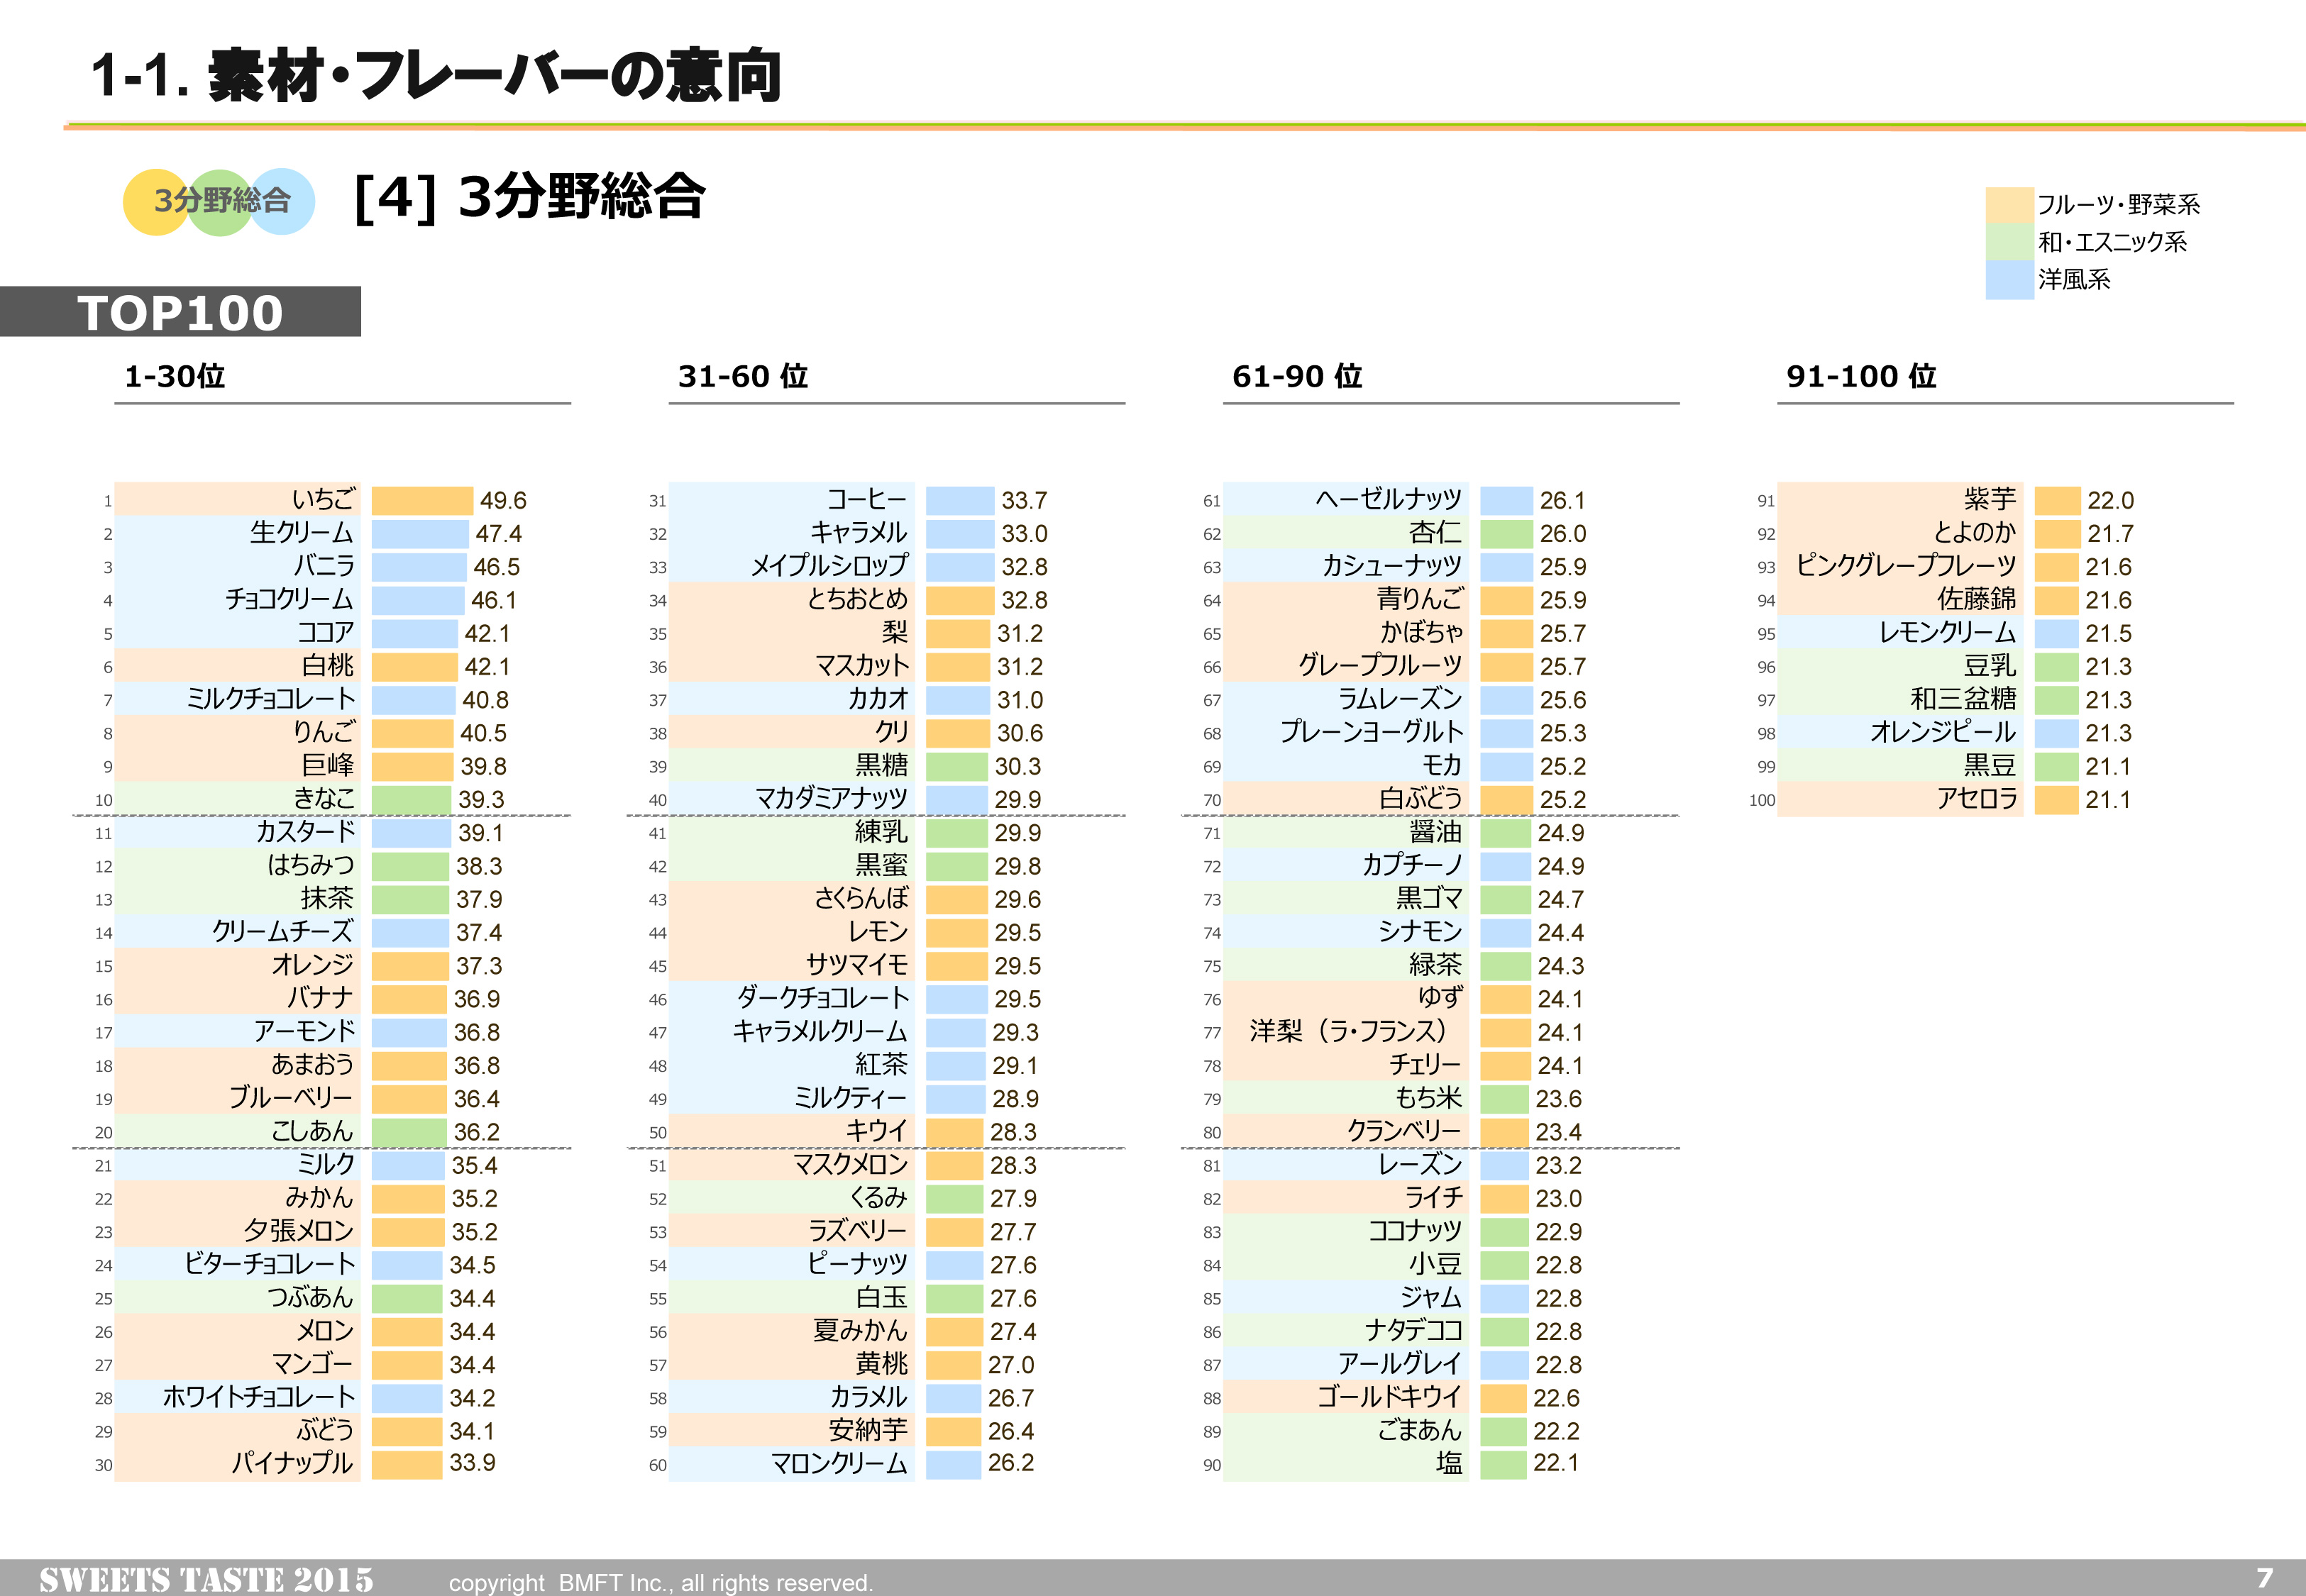 1-1. 素材・フレーバーの意向
3分野総合
[4] 3分野総合
フルーツ・野菜系
和・エスニック系
洋風系
TOP100
1-30位
1 いちご 49.6
2 生クリーム 47.4
3 バニラ 46.5
4 チョコクリーム 46.1
5 ココア 42.1
6 白桃 42.1
7 ミルクチョコレート 40.8
8 りんご 40.5
9 巨峰 39.8
10 きなこ 39.3
11 カスタード 39.1
12 はちみつ 38.3
13 抹茶 37.9
14 クリームチーズ 37.4
15 オレンジ 37.3
16 バナナ 36.9
17 アーモンド 36.8
18 あまおう 36.8
19 ブルーベリー 36.4
20 こしあん 36.2
21 ミルク 35.4
22 みかん 35.2
23 夕張メロン 35.2
24 ビターチョコレート 34.5
25 つぶあん 34.4
26 メロン 34.4
27 マンゴー 34.4
28 ホワイトチョコレート 34.2
29 ぶどう 34.1
30 パイナップル 33.9
31-60 位
31 コーヒー 33.7
32 キャラメル 33.0
33 メイプルシロップ 32.8
34 とちおとめ 32.8
35 梨 31.2
36 マスカット 31.2
37 カカオ 31.0
38 クリ 30.6
39 黒糖 30.3
40 マカダミアナッツ 29.9
41 練乳 29.9
42 黒蜜 29.8
43 さくらんぼ 29.6
44 レモン 29.5
45 サツマイモ 29.5
46 ダークチョコレート 29.5
47 キャラメルクリーム 29.3
48 紅茶 29.1
49 ミルクティー 28.9
50 キウイ 28.3
51 マスクメロン 28.3
52 くるみ 27.9
53 ラズベリー 27.7
54 ピーナッツ 27.6
55 白玉 27.6
56 夏みかん 27.4
57 黄桃 27.0
58 カラメル 26.7
59 安納芋 26.4
60 マロンクリーム 26.2
61-90 位
61 ヘーゼルナッツ 26.1
62 杏仁 26.0
63 カシューナッツ 25.9
64 青りんご 25.9
65 かぼちゃ 25.7
66 グレープフルーツ 25.7
67 ラムレーズン 25.6
68 プレーンヨーグルト 25.3
69 モカ 25.2
70 白ぶどう 25.2
71 醤油 24.9
72 カプチーノ 24.9
73 黒ゴマ 24.7
74 シナモン 24.4
75 緑茶 24.3
76 ゆず 24.1
77 洋梨（ラ・フランス） 24.1
78 チェリー 24.1
79 もち米 23.6
80 クランベリー 23.4
81 レーズン 23.2
82 ライチ 23.0
83 ココナッツ 22.9
84 小豆 22.8
85 ジャム 22.8
86 ナタデココ 22.8
87 アールグレイ 22.8
88 ゴールドキウイ 22.6
89 ごまあん 22.2
90 塩 22.1
91-100 位
91 紫芋 22.0
92 とよのか 21.7
93 ピンクグレープフレーツ 21.6
94 佐藤錦 21.6
95 レモンクリーム 21.5
96 豆乳 21.3
97 和三盆糖 21.3
98 オレンジピール 21.3
99 黒豆 21.1
100 アセロラ 21.1
SWEETS TASTE 2015
copyright BMFT Inc., all rights reserved.
7